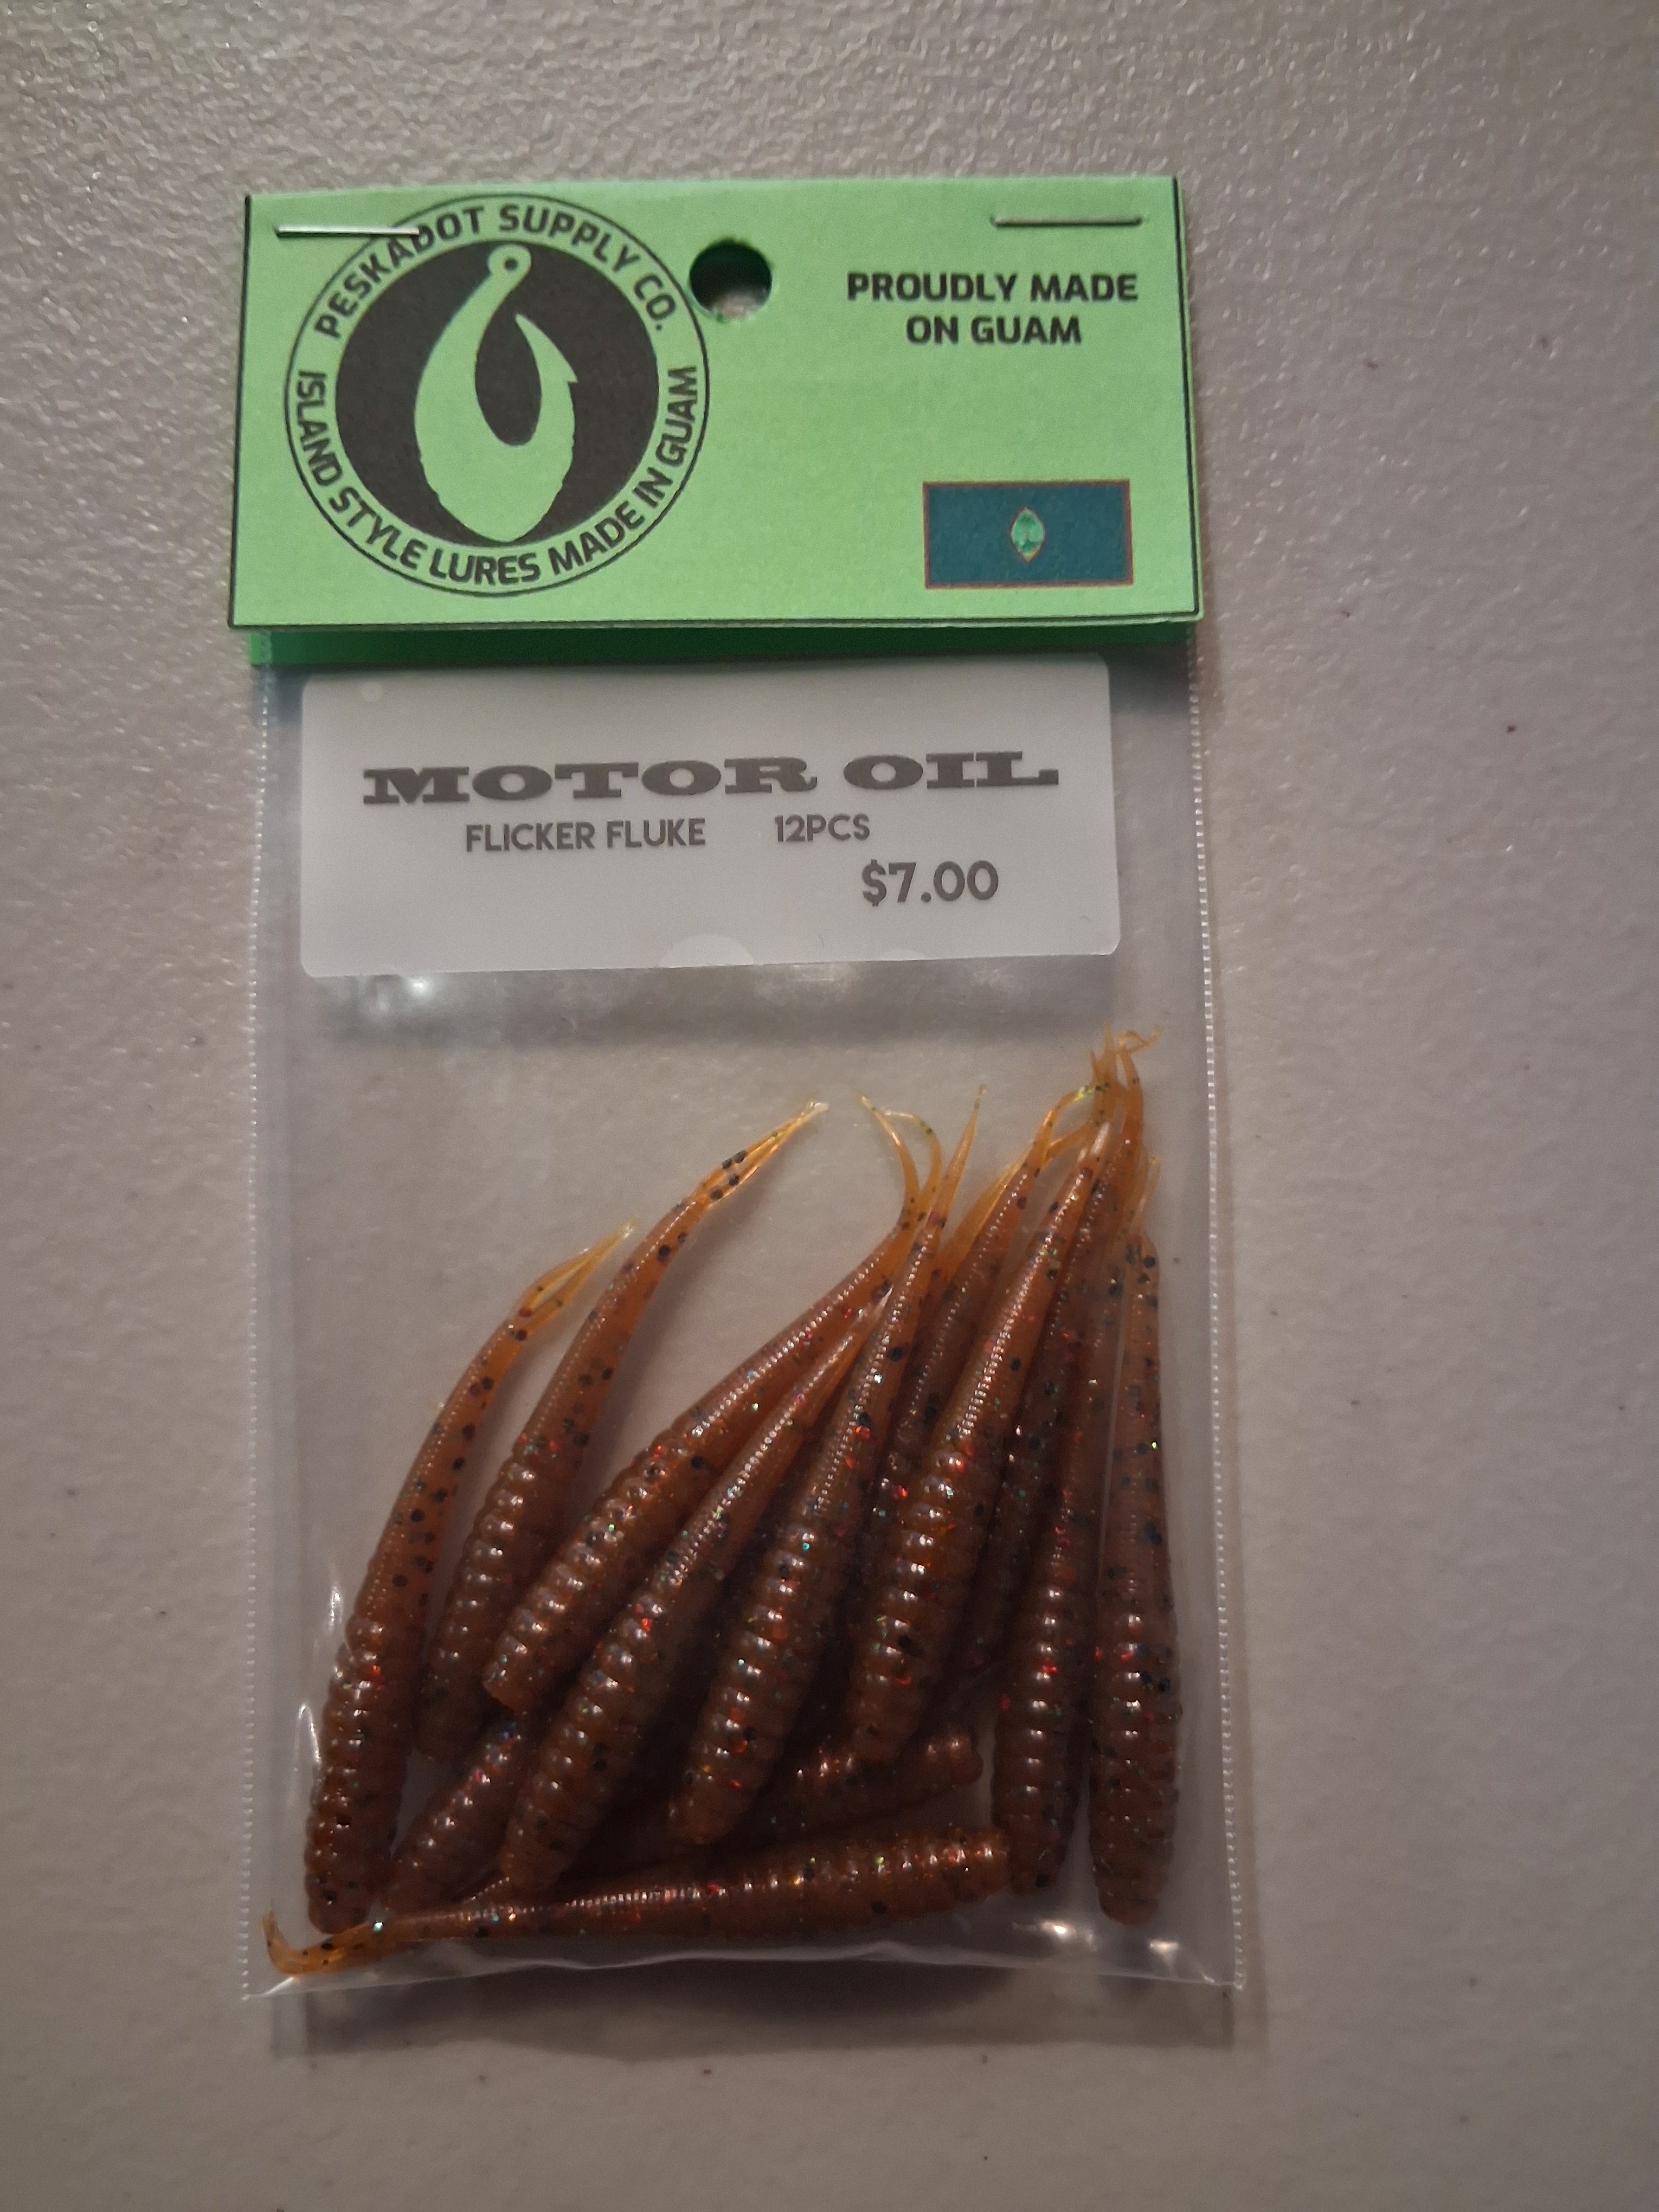 PESKADOT SUPPLY CO.
ISLAND STYLE LURES MADE IN GUAM
PROUDLY MADE
ON GUAM
MOTOR OIL
FLICKER FLUKE 12PCS
$7.00